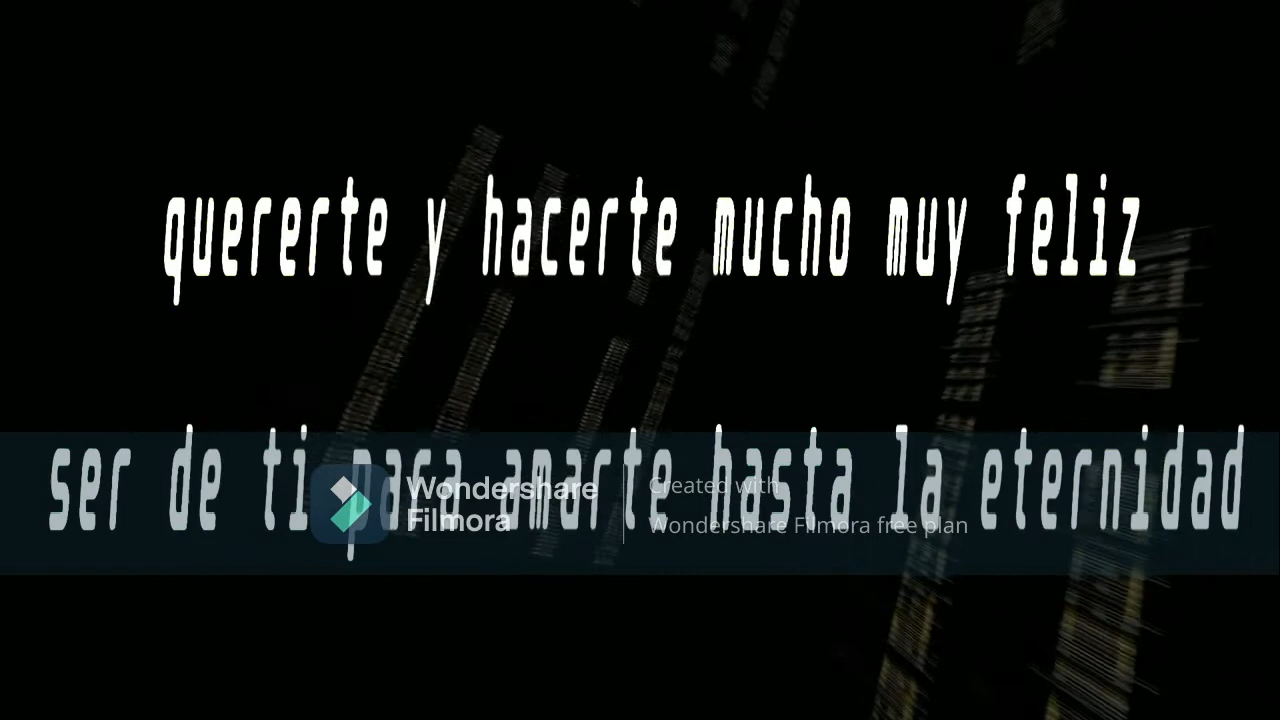 quererte y hacerte mucho muy feliz
ser de ti para amarte hasta la eternidad
Wondershare
Filmora
Created with
Wondershare Filmora free plan